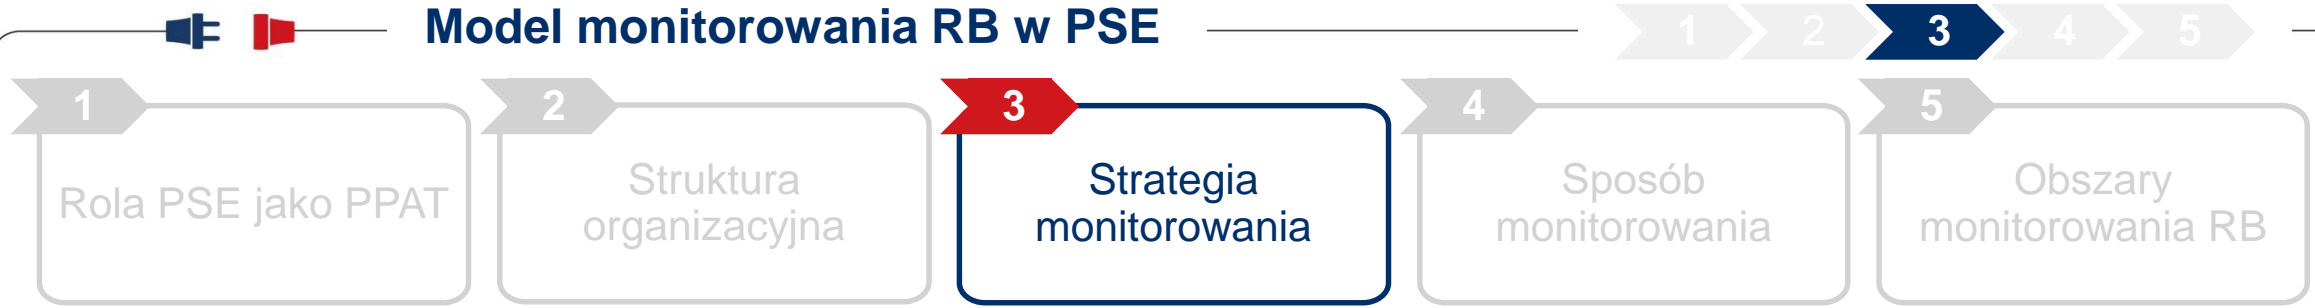 Model monitorowania RB w PSE
1 2 3 4 5
1
Rola PSE jako PPAT
2
Struktura
organizacyjna
3
Strategia
monitorowania
4
Sposób
monitorowania
5
Obszary
monitorowania RB